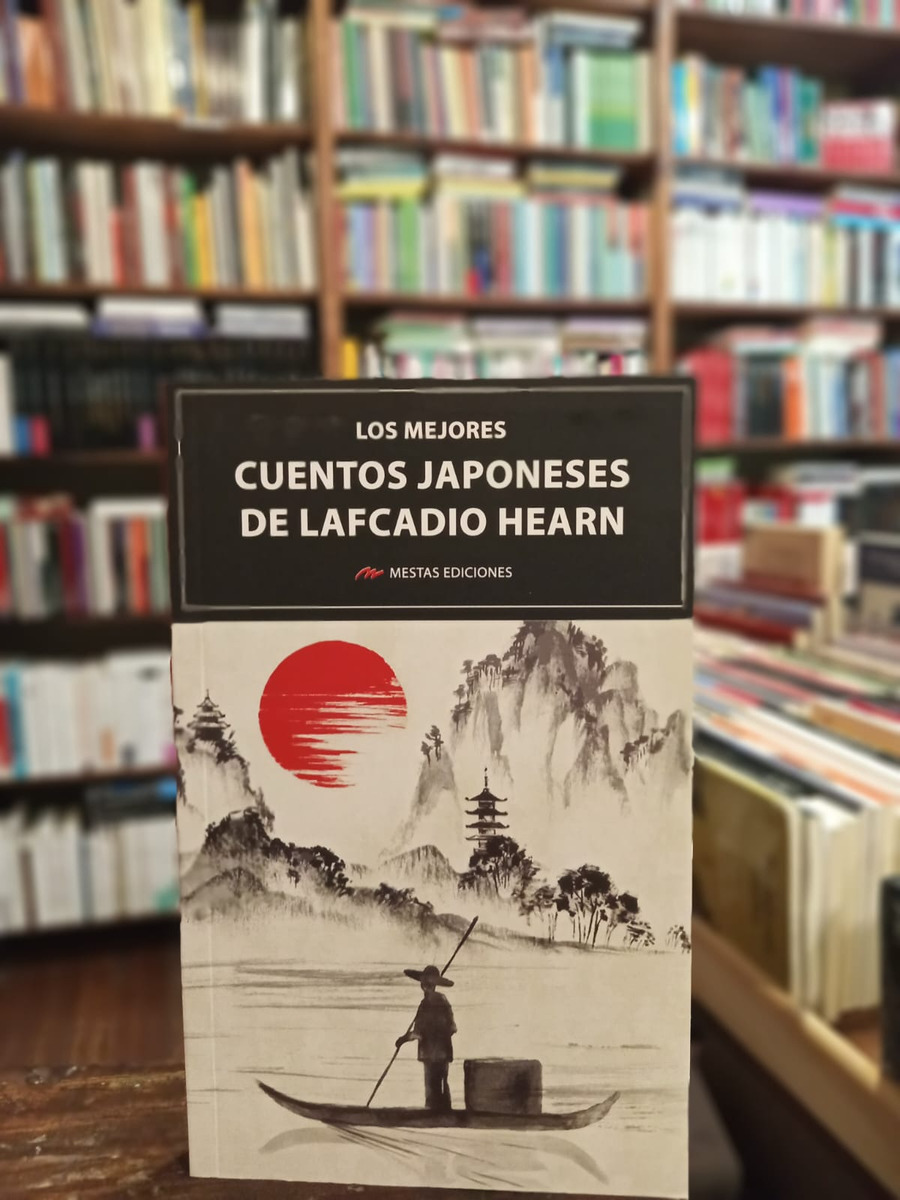 LOS MEJORES
CUENTOS JAPONESES
DE LAFCADIO HEARN
MESTAS EDICIONES